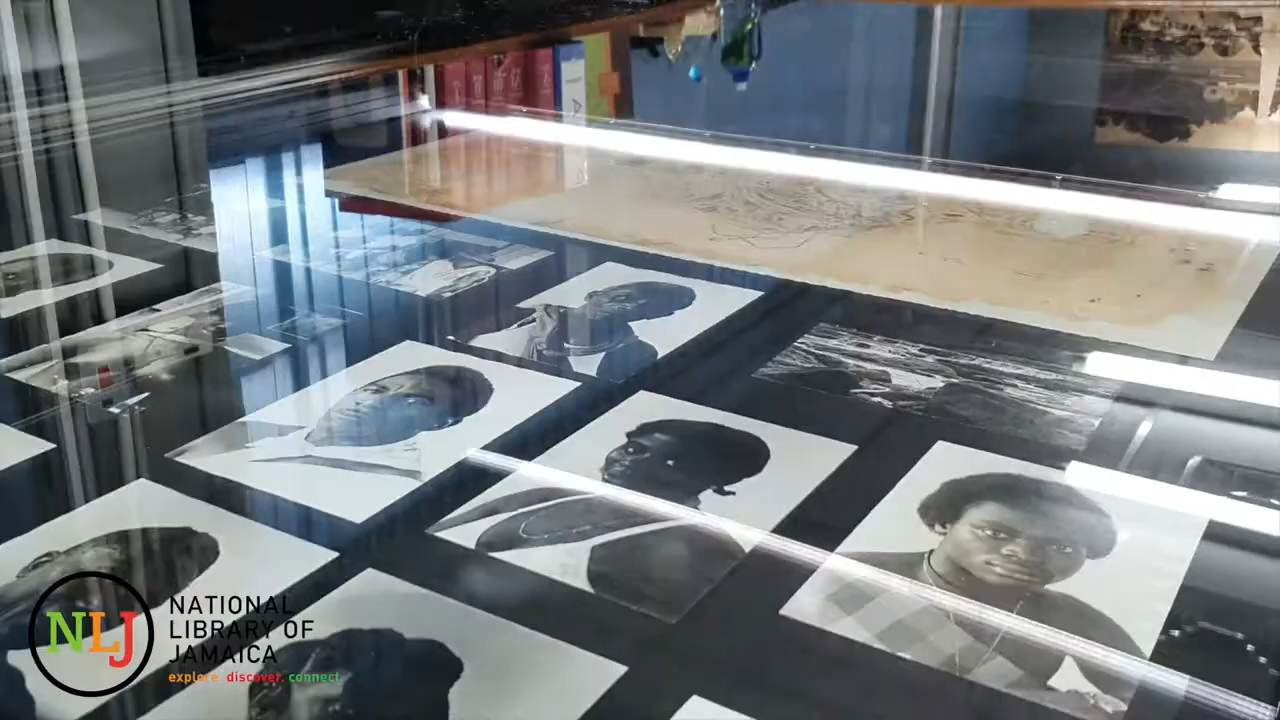 NLJ
NATIONAL
LIBRARY OF
JAMAICA
explore. discover. connect